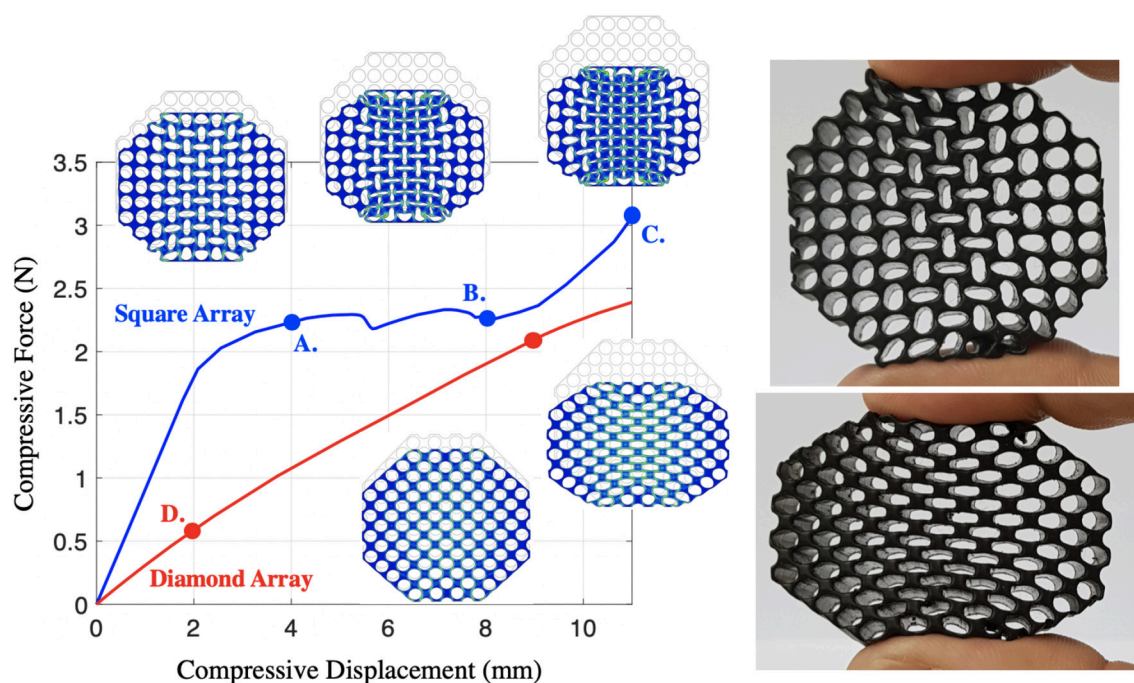 3.5
3
2.5
2
1.5
1
0.5
0
Square Array
A.
B.
C.
D.
Diamond Array
0
2
4
6
8
10
Compressive Force (N)
Compressive Displacement (mm)